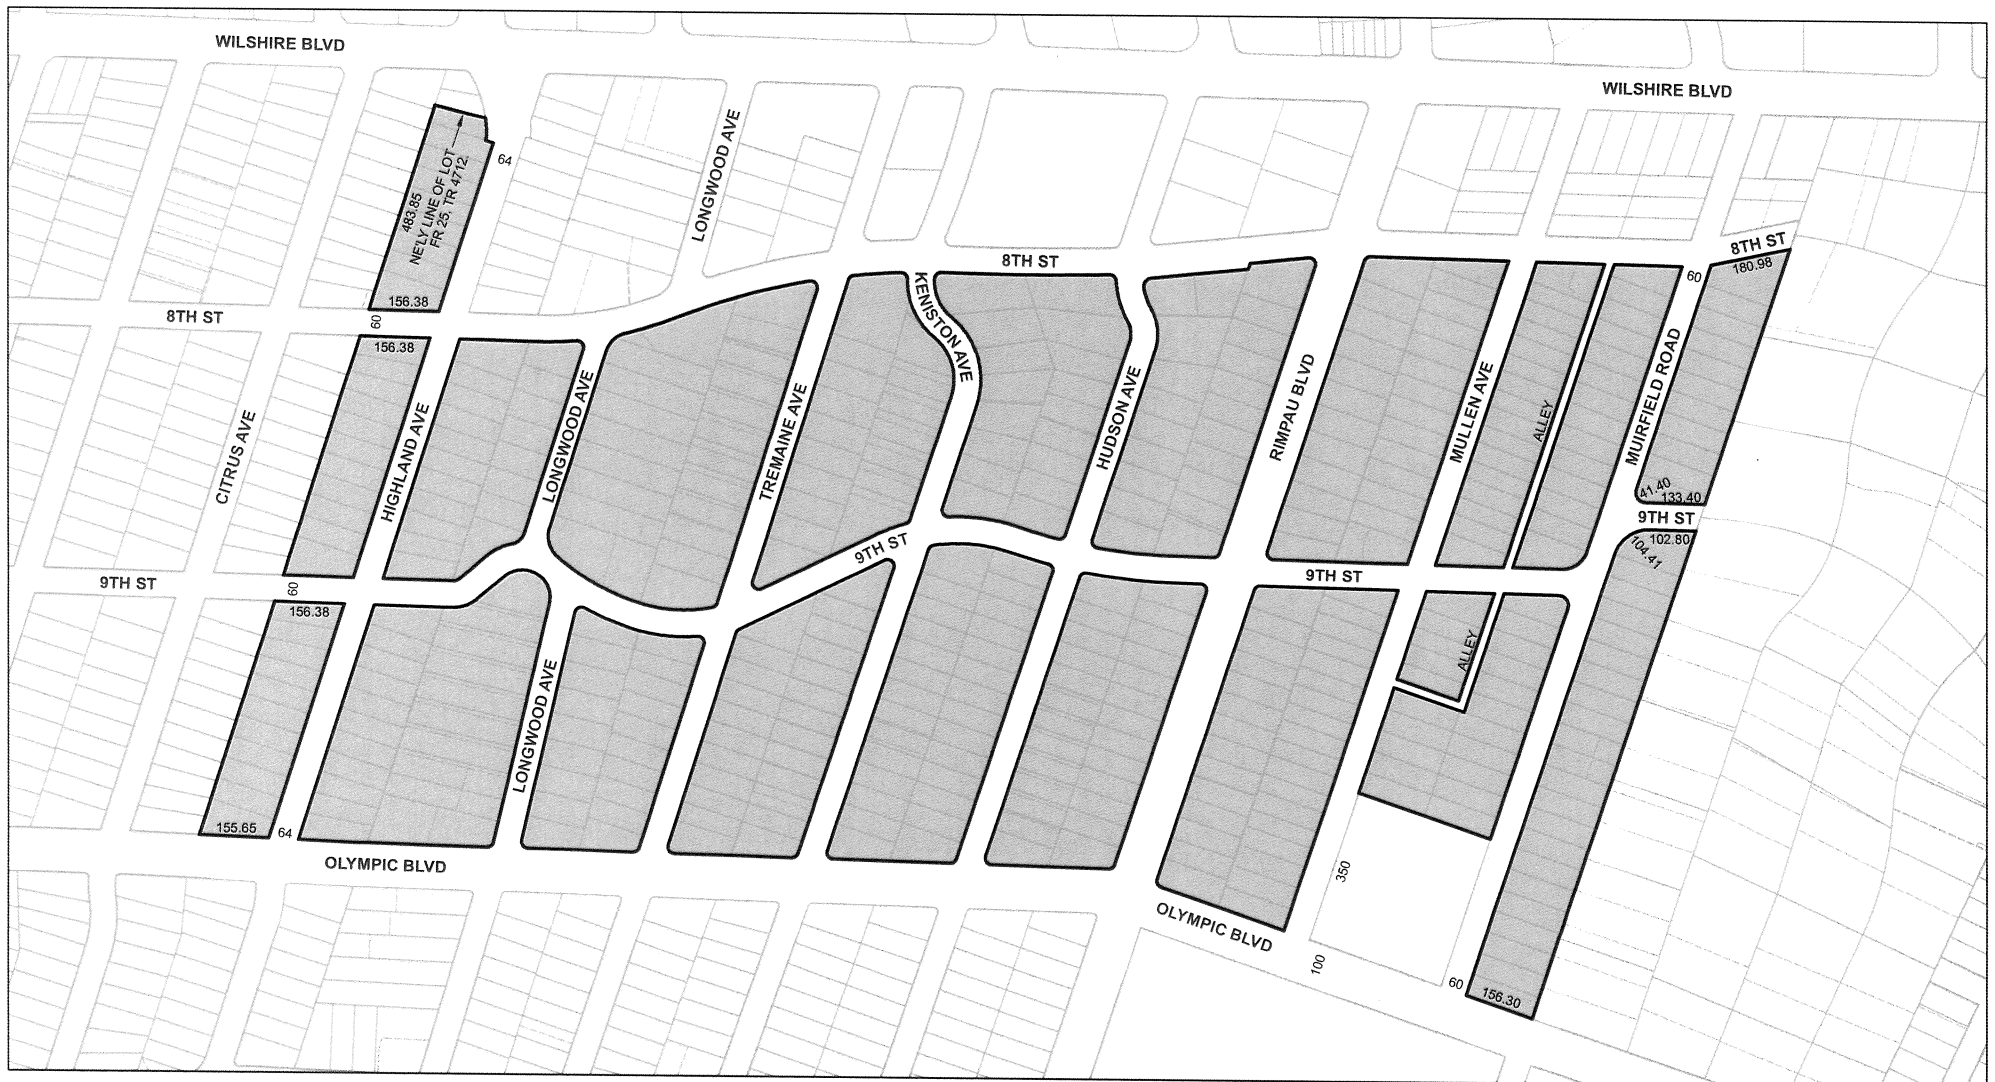 WILSHIRE BLVD
WILSHIRE BLVD
LONGWOOD AVE
64
483.85
NE'LY LINE OF LOT
FR 25, TR 4712
156.38
8TH ST
8TH ST
180.98
60
8TH ST
60
156.38
KENISTON AVE
CITRUS AVE
HIGHLAND AVE
LONGWOOD AVE
TREMAINE AVE
HUDSON AVE
RIMPAU BLVD
MULLEN AVE
ALLEY
MUIRFIELD ROAD
41.40
133.40
9TH ST
102.80
104.41
9TH ST
9TH ST
60
156.38
9TH ST
ALLEY
LONGWOOD AVE
155.65
64
OLYMPIC BLVD
350
OLYMPIC BLVD
100
60
156.30